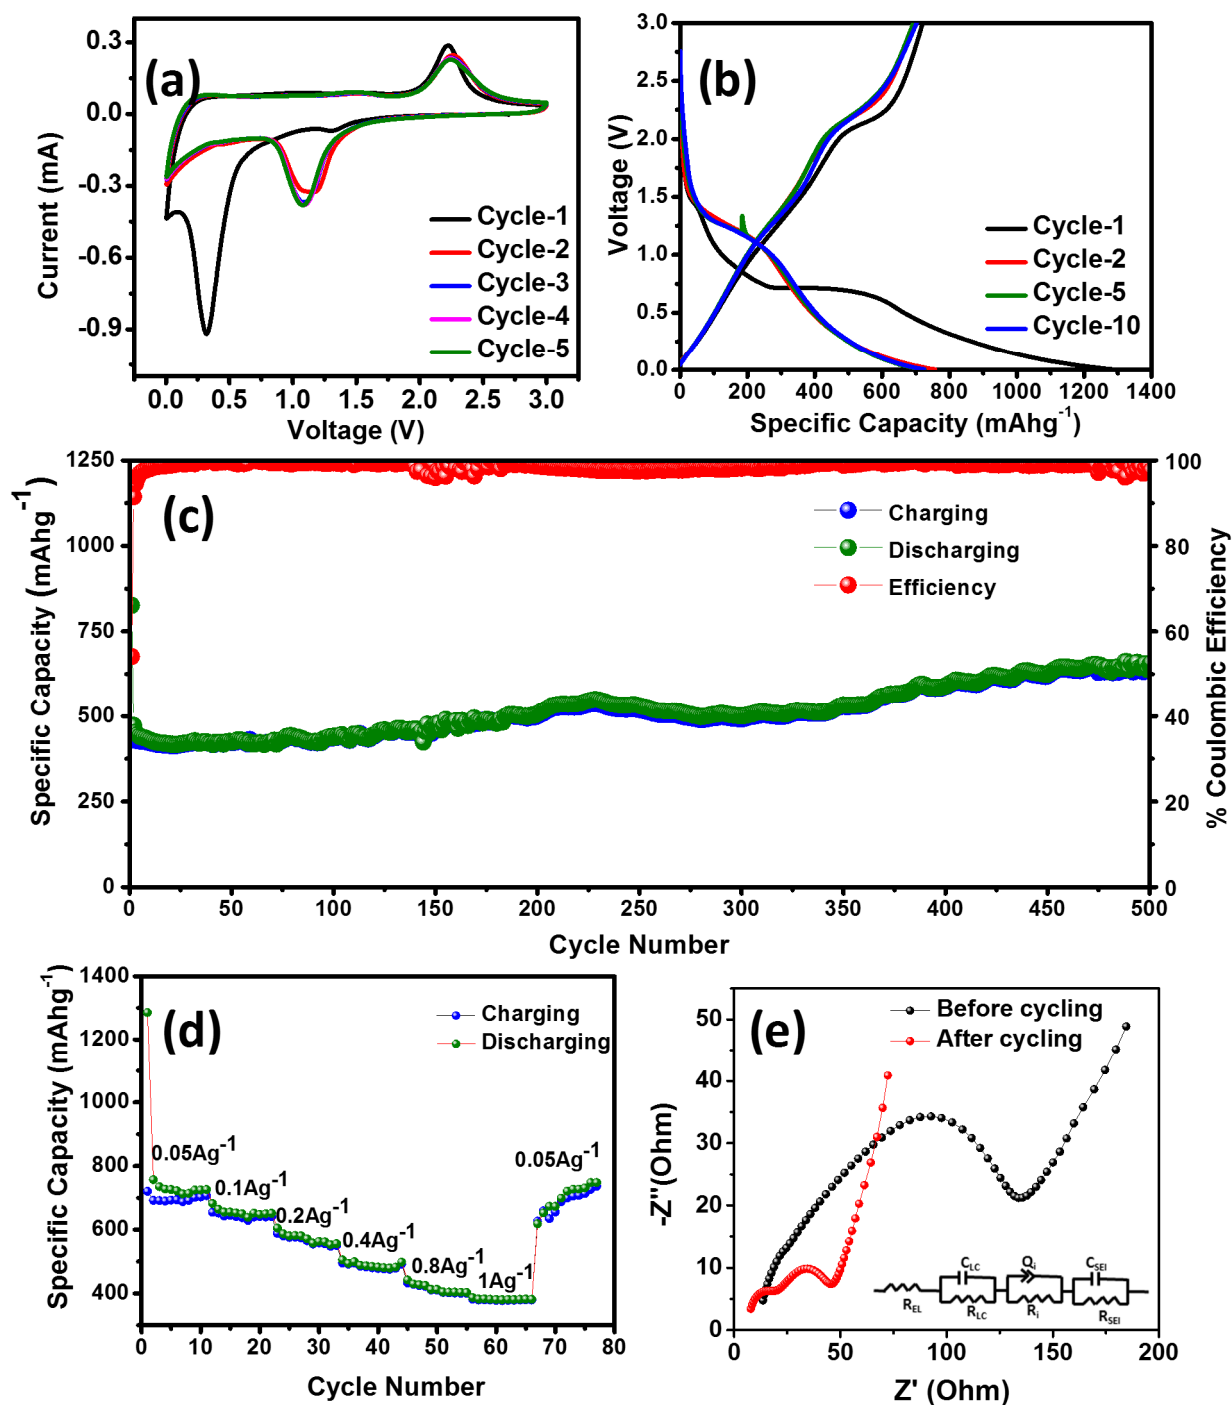 (a)
0.3
0.0
-0.3
-0.6
-0.9
Current (mA)
0.0 0.5 1.0 1.5 2.0 2.5 3.0
Voltage (V)
Cycle-1
Cycle-2
Cycle-3
Cycle-4
Cycle-5
(b)
3.0
2.5
2.0
1.5
1.0
0.5
0.0
Voltage (V)
0 200 400 600 800 1000 1200 1400
Specific Capacity (mAhg⁻¹)
Cycle-1
Cycle-2
Cycle-5
Cycle-10
(c)
1250
1000
750
500
250
0
Specific Capacity (mAhg⁻¹)
100
80
60
40
20
0
% Coulombic Efficiency
Charging
Discharging
Efficiency
0 50 100 150 200 250 300 350 400 450 500
Cycle Number
(d)
1400
1200
1000
800
600
400
Specific Capacity (mAhg⁻¹)
Charging
Discharging
0.05Ag⁻¹
0.1Ag⁻¹
0.2Ag⁻¹
0.4Ag⁻¹
0.8Ag⁻¹
1Ag⁻¹
0.05Ag⁻¹
0 10 20 30 40 50 60 70 80
Cycle Number
(e)
50
40
30
20
10
0
-Z''(Ohm)
Before cycling
After cycling
C_LC Q_i C_SEI
R_EL R_LC R_i R_SEI
0 50 100 150 200
Z' (Ohm)